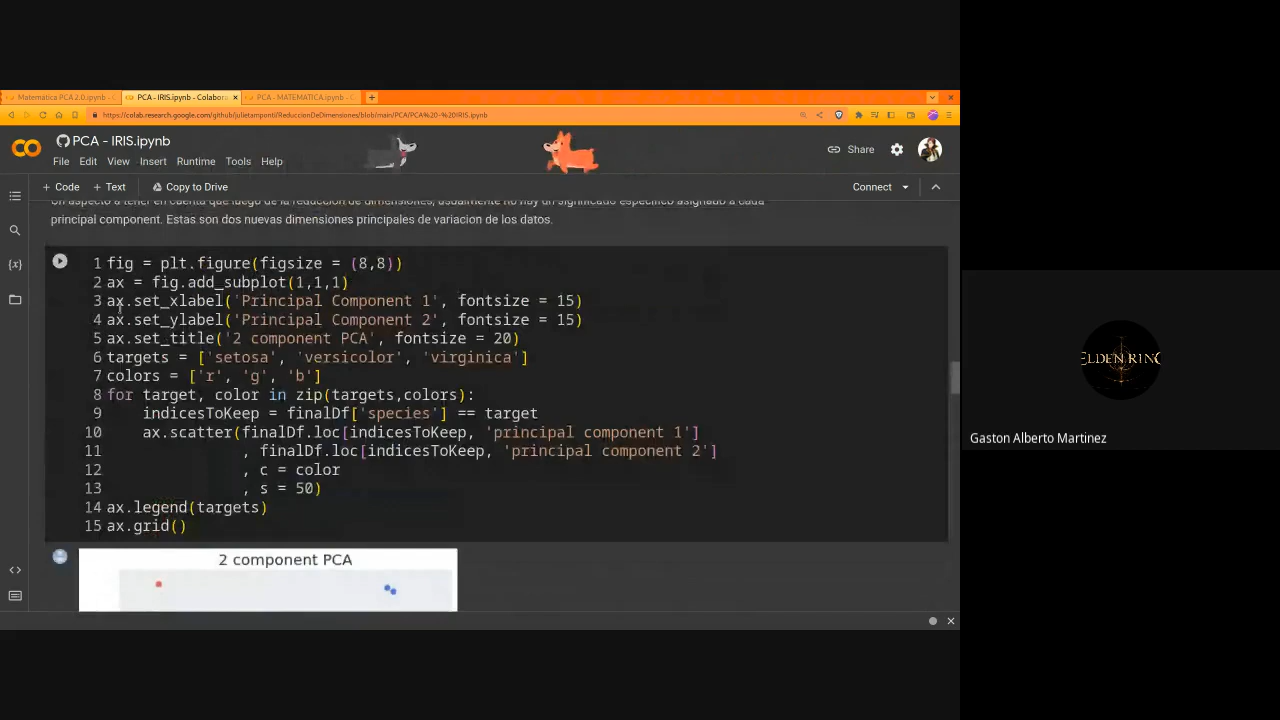 Matemática PCA 2.0.ipynb - C
PCA - IRIS.ipynb - Colabora
PCA - MATEMATICA.ipynb - C
https://colab.research.google.com/github/julietamponti/ReduccionDeDimensiones/blob/main/PCA/PCA%20-%20IRIS.ipynb
PCA - IRIS.ipynb
Share
File Edit View Insert Runtime Tools Help
+ Code + Text Copy to Drive
Connect
Un aspecto a tener en cuenta que luego de la reduccion de dimensiones, usualmente no hay un significado especifico asignado a cada
principal component. Estas son dos nuevas dimensiones principales de variacion de los datos.
1 fig = plt.figure(figsize = (8,8))
2 ax = fig.add_subplot(1,1,1)
3 ax.set_xlabel('Principal Component 1', fontsize = 15)
4 ax.set_ylabel('Principal Component 2', fontsize = 15)
5 ax.set_title('2 component PCA', fontsize = 20)
6 targets = ['setosa', 'versicolor', 'virginica']
7 colors = ['r', 'g', 'b']
8 for target, color in zip(targets,colors):
9 indicesToKeep = finalDf['species'] == target
10 ax.scatter(finalDf.loc[indicesToKeep, 'principal component 1']
11 , finalDf.loc[indicesToKeep, 'principal component 2']
12 , c = color
13 , s = 50)
14 ax.legend(targets)
15 ax.grid()
2 component PCA
ELDEN RING
Gaston Alberto Martinez